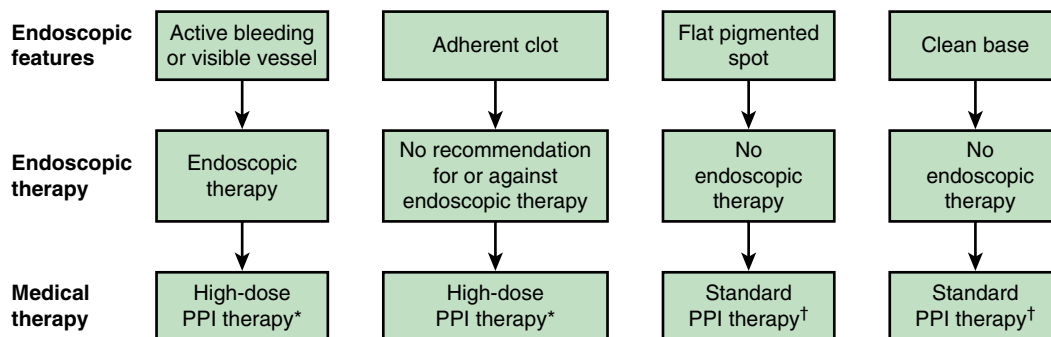 Endoscopic features
Active bleeding or visible vessel
Adherent clot
Flat pigmented spot
Clean base
Endoscopic therapy
Endoscopic therapy
No recommendation for or against endoscopic therapy
No endoscopic therapy
No endoscopic therapy
Medical therapy
High-dose PPI therapy*
High-dose PPI therapy*
Standard PPI therapy†
Standard PPI therapy†